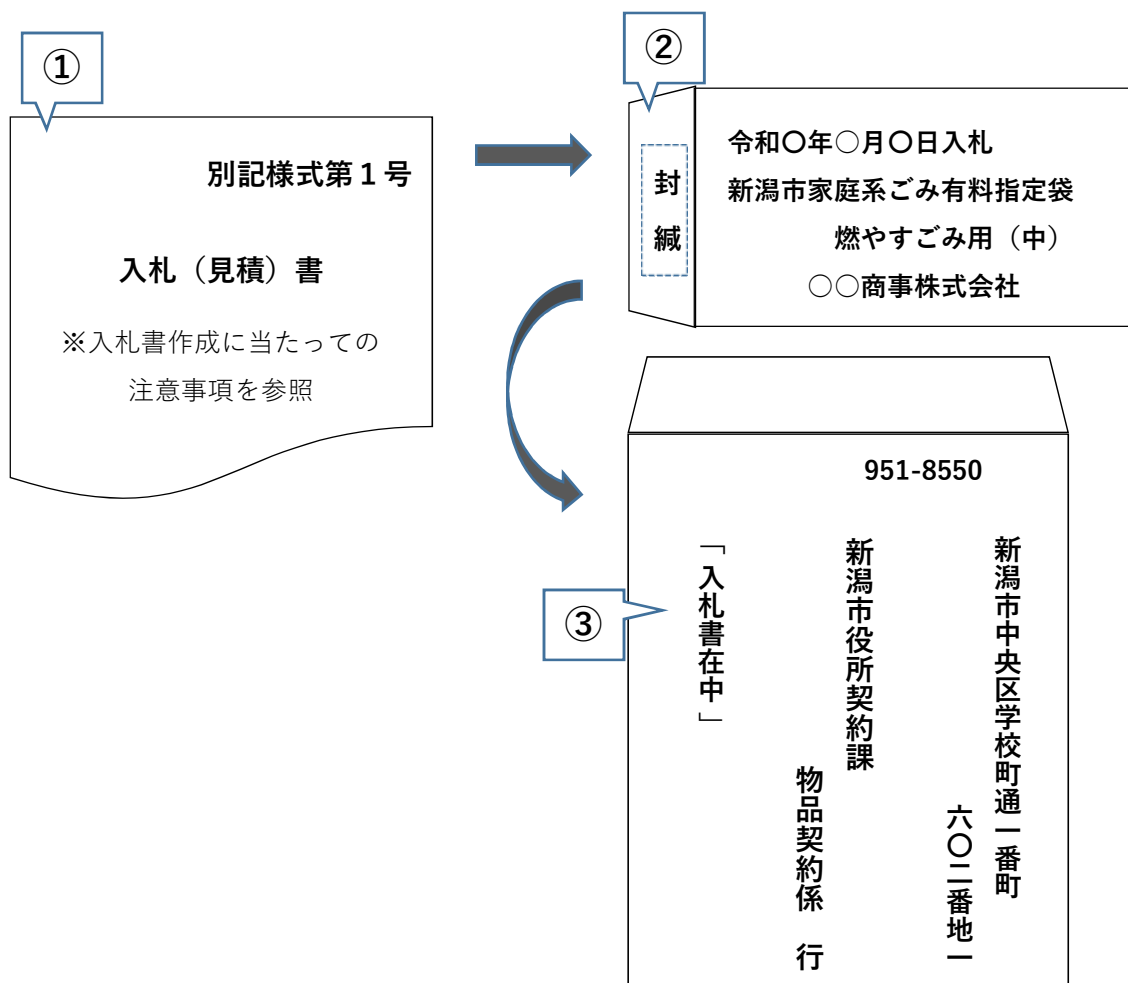 ①
別記様式第１号
入札（見積）書
※入札書作成に当たっての
注意事項を参照
②
封緘
令和〇年○月〇日入札
新潟市家庭系ごみ有料指定袋
燃やすごみ用（中）
○○商事株式会社
③
951-8550
新潟市中央区学校町通一番町
六〇二番地一
新潟市役所契約課
物品契約係　行
「入札書在中」